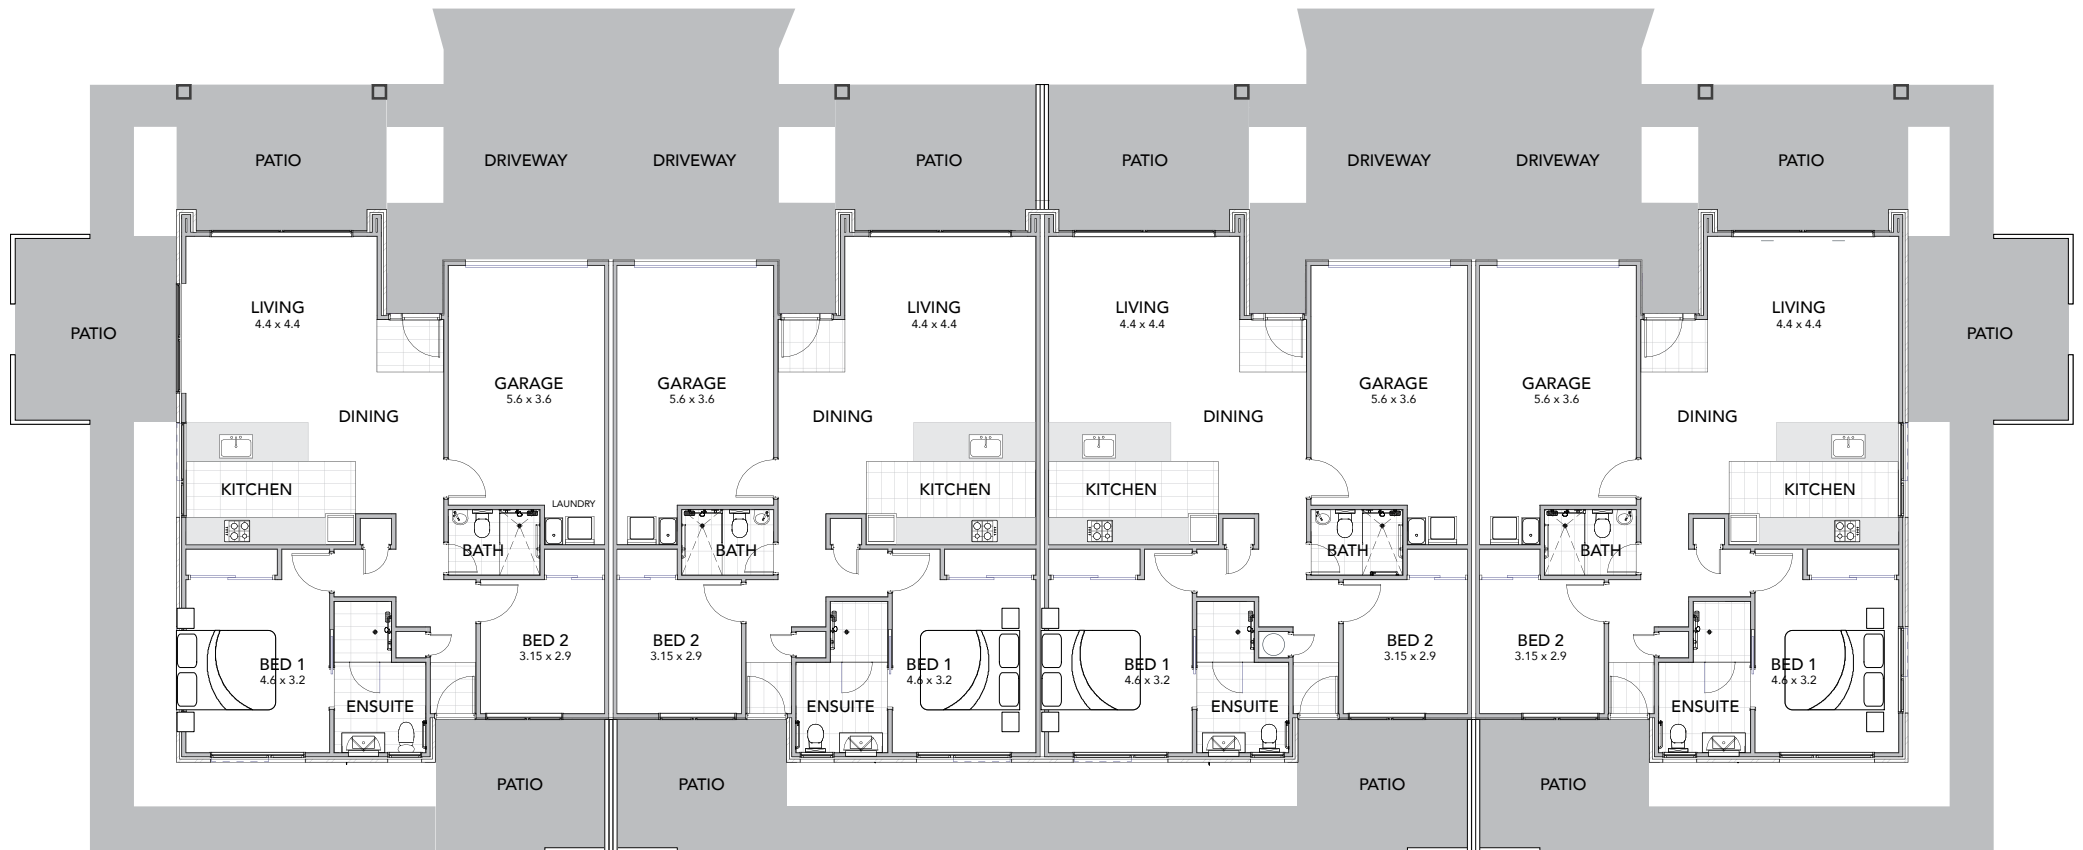 PATIO
DRIVEWAY
DRIVEWAY
PATIO
PATIO
DRIVEWAY
DRIVEWAY
PATIO
PATIO
LIVING
4.4 x 4.4
LIVING
4.4 x 4.4
LIVING
4.4 x 4.4
LIVING
4.4 x 4.4
PATIO
GARAGE
5.6 x 3.6
GARAGE
5.6 x 3.6
GARAGE
5.6 x 3.6
GARAGE
5.6 x 3.6
DINING
DINING
DINING
DINING
KITCHEN
LAUNDRY
KITCHEN
KITCHEN
KITCHEN
BATH
BATH
BATH
BATH
BED 1
4.6 x 3.2
BED 2
3.15 x 2.9
BED 2
3.15 x 2.9
BED 1
4.6 x 3.2
BED 1
4.6 x 3.2
BED 2
3.15 x 2.9
BED 2
3.15 x 2.9
BED 1
4.6 x 3.2
ENSUITE
ENSUITE
ENSUITE
ENSUITE
PATIO
PATIO
PATIO
PATIO